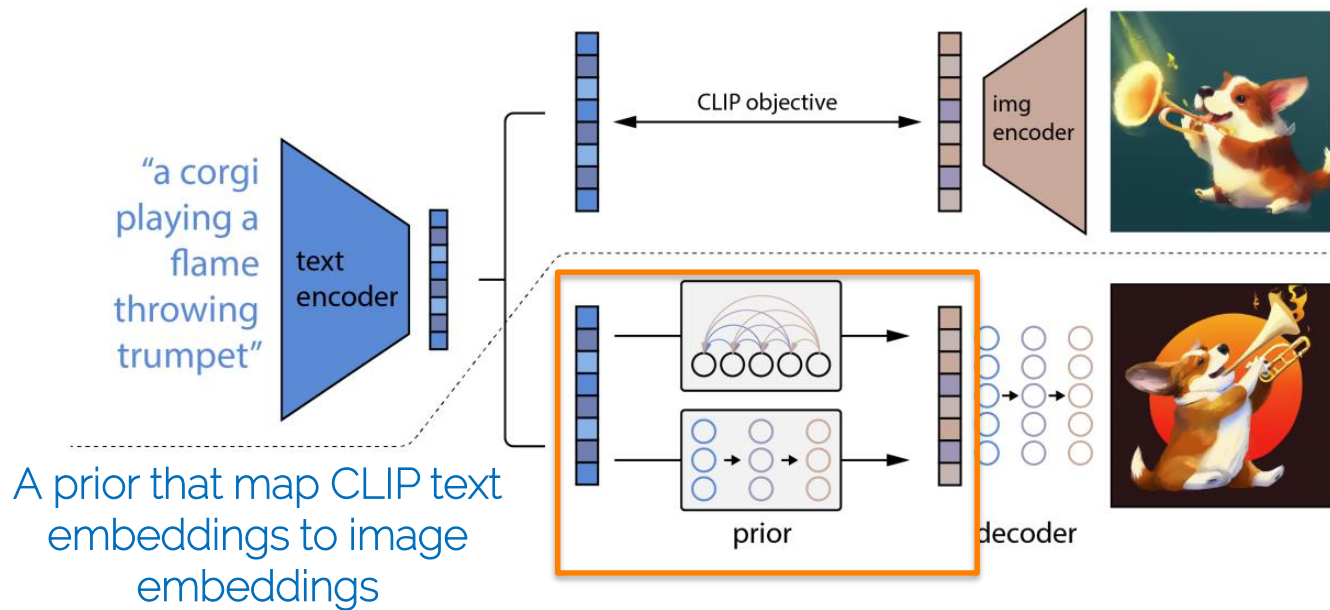 "a corgi
playing a
flame
throwing
trumpet"
text
encoder
CLIP objective
img
encoder
prior
decoder
A prior that map CLIP text
embeddings to image
embeddings